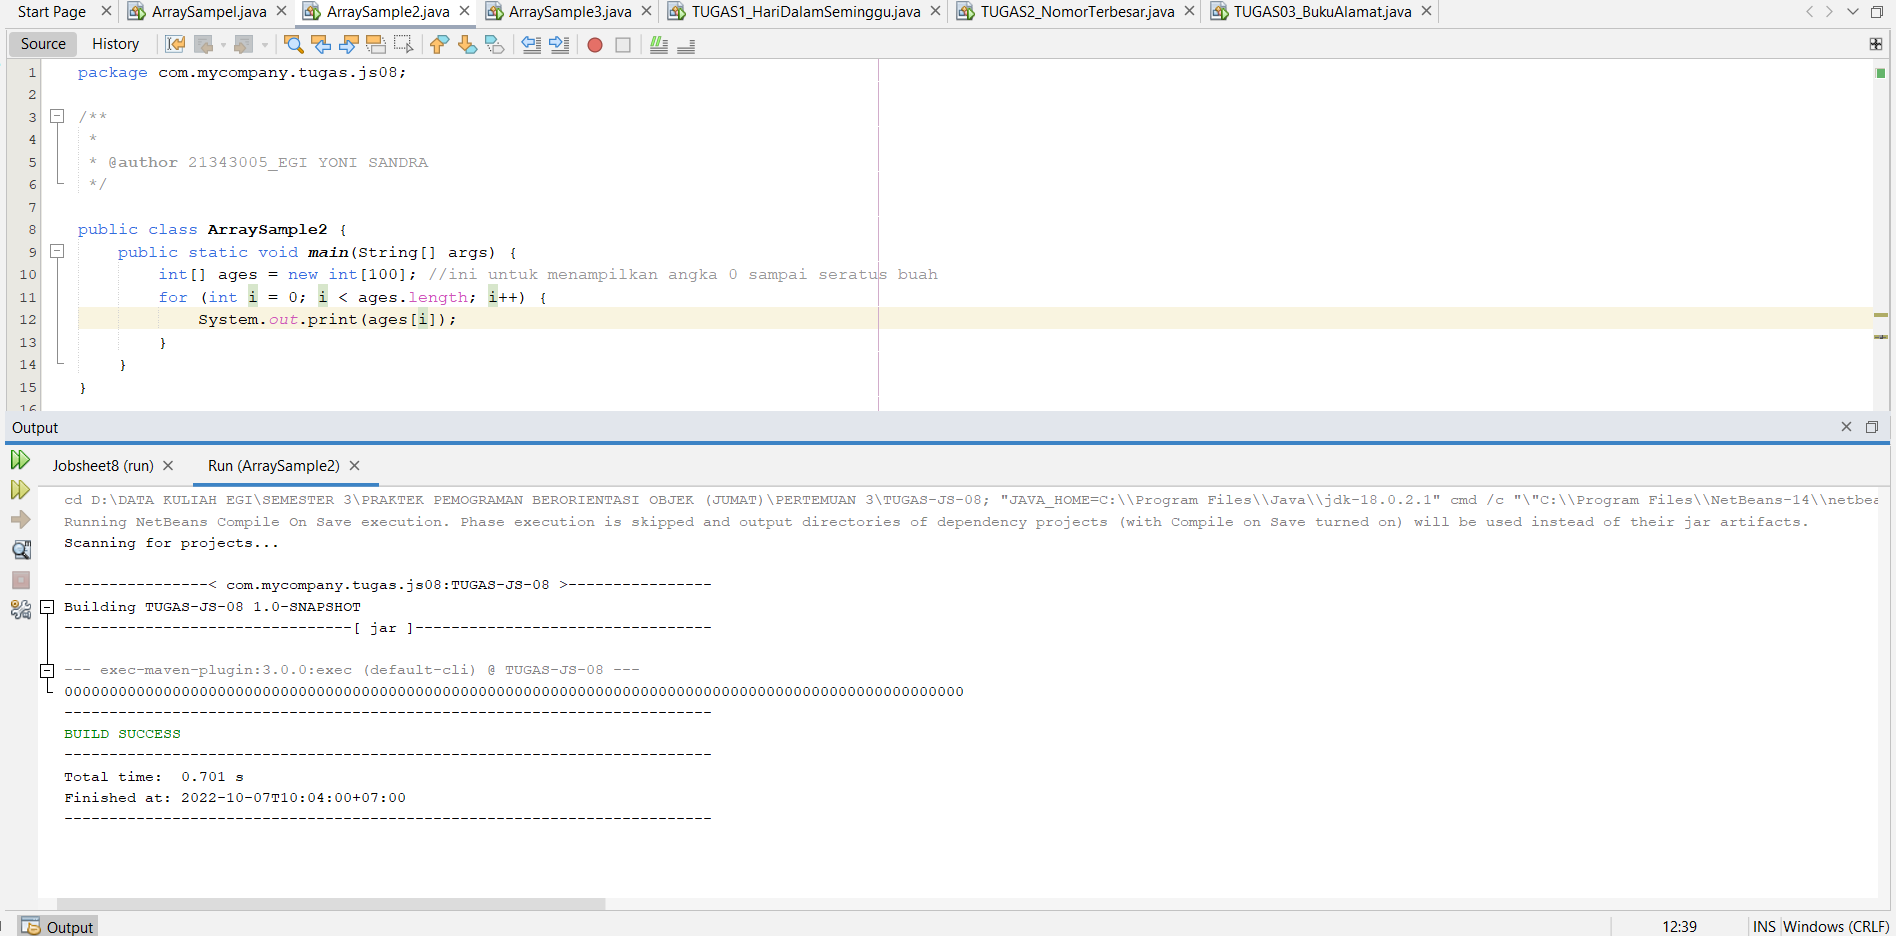 Start Page ArraySampel.java ArraySample2.java ArraySample3.java TUGAS1_HariDalamSeminggu.java TUGAS2_NomorTerbesar.java TUGAS03_BukuAlamat.java
Source History
1 package com.mycompany.tugas.js08;
2
3 /**
4 *
5 * @author 21343005_EGI YONI SANDRA
6 */
7
8 public class ArraySample2 {
9 public static void main(String[] args) {
10 int[] ages = new int[100]; //ini untuk menampilkan angka 0 sampai seratus buah
11 for (int i = 0; i < ages.length; i++) {
12 System.out.print(ages[i]);
13 }
14 }
15 }
16
Output
Jobsheet8 (run) Run (ArraySample2)
cd D:\DATA KULIAH EGI\SEMESTER 3\PRAKTEK PEMOGRAMAN BERORIENTASI OBJEK (JUMAT)\PERTEMUAN 3\TUGAS-JS-08; "JAVA_HOME=C:\\Program Files\\Java\\jdk-18.0.2.1" cmd /c "\"C:\\Program Files\\NetBeans-14\\netbea
Running NetBeans Compile On Save execution. Phase execution is skipped and output directories of dependency projects (with Compile on Save turned on) will be used instead of their jar artifacts.
Scanning for projects...
----------------< com.mycompany.tugas.js08:TUGAS-JS-08 >----------------
Building TUGAS-JS-08 1.0-SNAPSHOT
--------------------------------[ jar ]---------------------------------
--- exec-maven-plugin:3.0.0:exec (default-cli) @ TUGAS-JS-08 ---
0000000000000000000000000000000000000000000000000000000000000000000000000000000000000000000000000000
------------------------------------------------------------------------
BUILD SUCCESS
------------------------------------------------------------------------
Total time:  0.701 s
Finished at: 2022-10-07T10:04:00+07:00
------------------------------------------------------------------------
Output 12:39 INS Windows (CRLF)